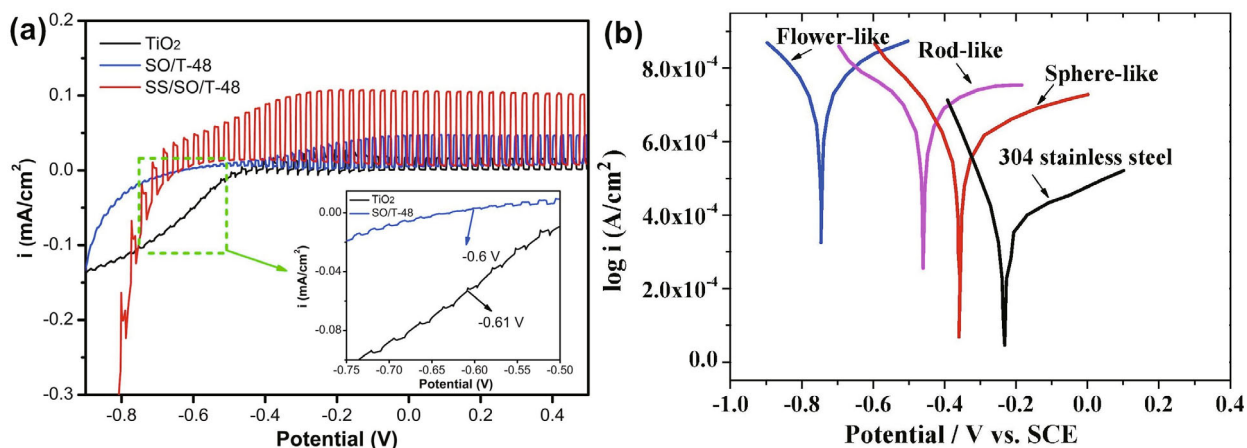 (a)
TiO₂
SO/T-48
SS/SO/T-48
i (mA/cm²)
0.2
0.1
0.0
-0.1
-0.2
-0.3
-0.8 -0.6 -0.4 -0.2 0.0 0.2 0.4
Potential (V)
TiO₂
SO/T-48
i (mA/cm²)
0.00
-0.04
-0.08
-0.6 V
-0.61 V
-0.75 -0.70 -0.65 -0.60 -0.55 -0.50
Potential (V)
(b)
Flower-like
Rod-like
Sphere-like
304 stainless steel
log i (A/cm²)
8.0x10⁻⁴
6.0x10⁻⁴
4.0x10⁻⁴
2.0x10⁻⁴
0.0
-1.0 -0.8 -0.6 -0.4 -0.2 0.0 0.2
Potential / V vs. SCE